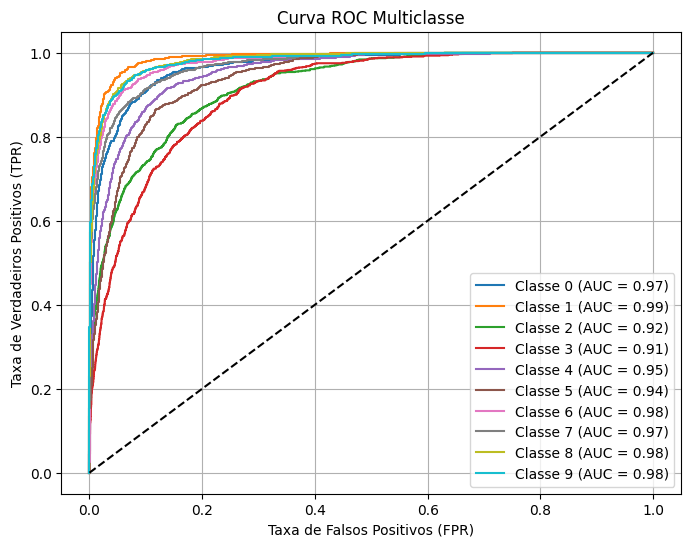 Curva ROC Multiclasse
Taxa de Verdadeiros Positivos (TPR)
1.0
0.8
0.6
0.4
0.2
0.0
Classe 0 (AUC = 0.97)
Classe 1 (AUC = 0.99)
Classe 2 (AUC = 0.92)
Classe 3 (AUC = 0.91)
Classe 4 (AUC = 0.95)
Classe 5 (AUC = 0.94)
Classe 6 (AUC = 0.98)
Classe 7 (AUC = 0.97)
Classe 8 (AUC = 0.98)
Classe 9 (AUC = 0.98)
0.0 0.2 0.4 0.6 0.8 1.0
Taxa de Falsos Positivos (FPR)